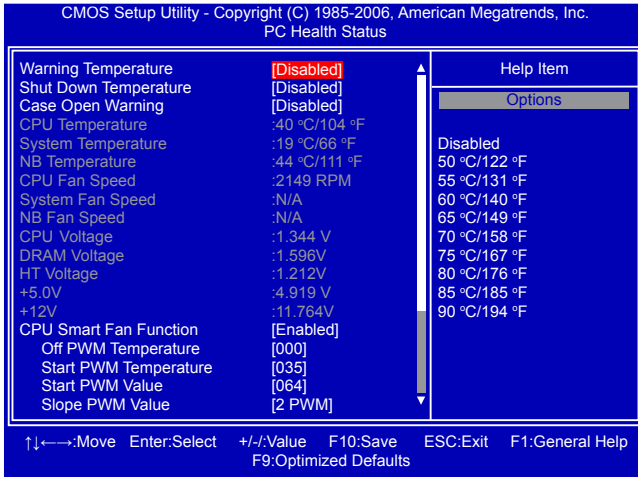 CMOS Setup Utility - Copyright (C) 1985-2006, American Megatrends, Inc.
PC Health Status
Warning Temperature [Disabled]
Shut Down Temperature [Disabled]
Case Open Warning [Disabled]
CPU Temperature :40 °C/104 °F
System Temperature :19 °C/66 °F
NB Temperature :44 °C/111 °F
CPU Fan Speed :2149 RPM
System Fan Speed :N/A
NB Fan Speed :N/A
CPU Voltage :1.344 V
DRAM Voltage :1.596V
HT Voltage :1.212V
+5.0V :4.919 V
+12V :11.764V
CPU Smart Fan Function [Enabled]
Off PWM Temperature [000]
Start PWM Temperature [035]
Start PWM Value [064]
Slope PWM Value [2 PWM]
Help Item
Options
Disabled
50 °C/122 °F
55 °C/131 °F
60 °C/140 °F
65 °C/149 °F
70 °C/158 °F
75 °C/167 °F
80 °C/176 °F
85 °C/185 °F
90 °C/194 °F
↑↓←→:Move Enter:Select +/-/:Value F10:Save ESC:Exit F1:General Help
F9:Optimized Defaults